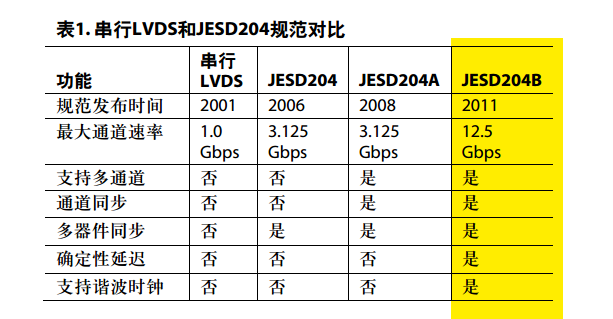 表1. 串行LVDS和JESD204规范对比
功能 串行LVDS JESD204 JESD204A JESD204B
规范发布时间 2001 2006 2008 2011
最大通道速率 1.0 Gbps 3.125 Gbps 3.125 Gbps 12.5 Gbps
支持多通道 否 否 是 是
通道同步 否 否 是 是
多器件同步 否 是 是 是
确定性延迟 否 否 否 是
支持谐波时钟 否 否 否 是